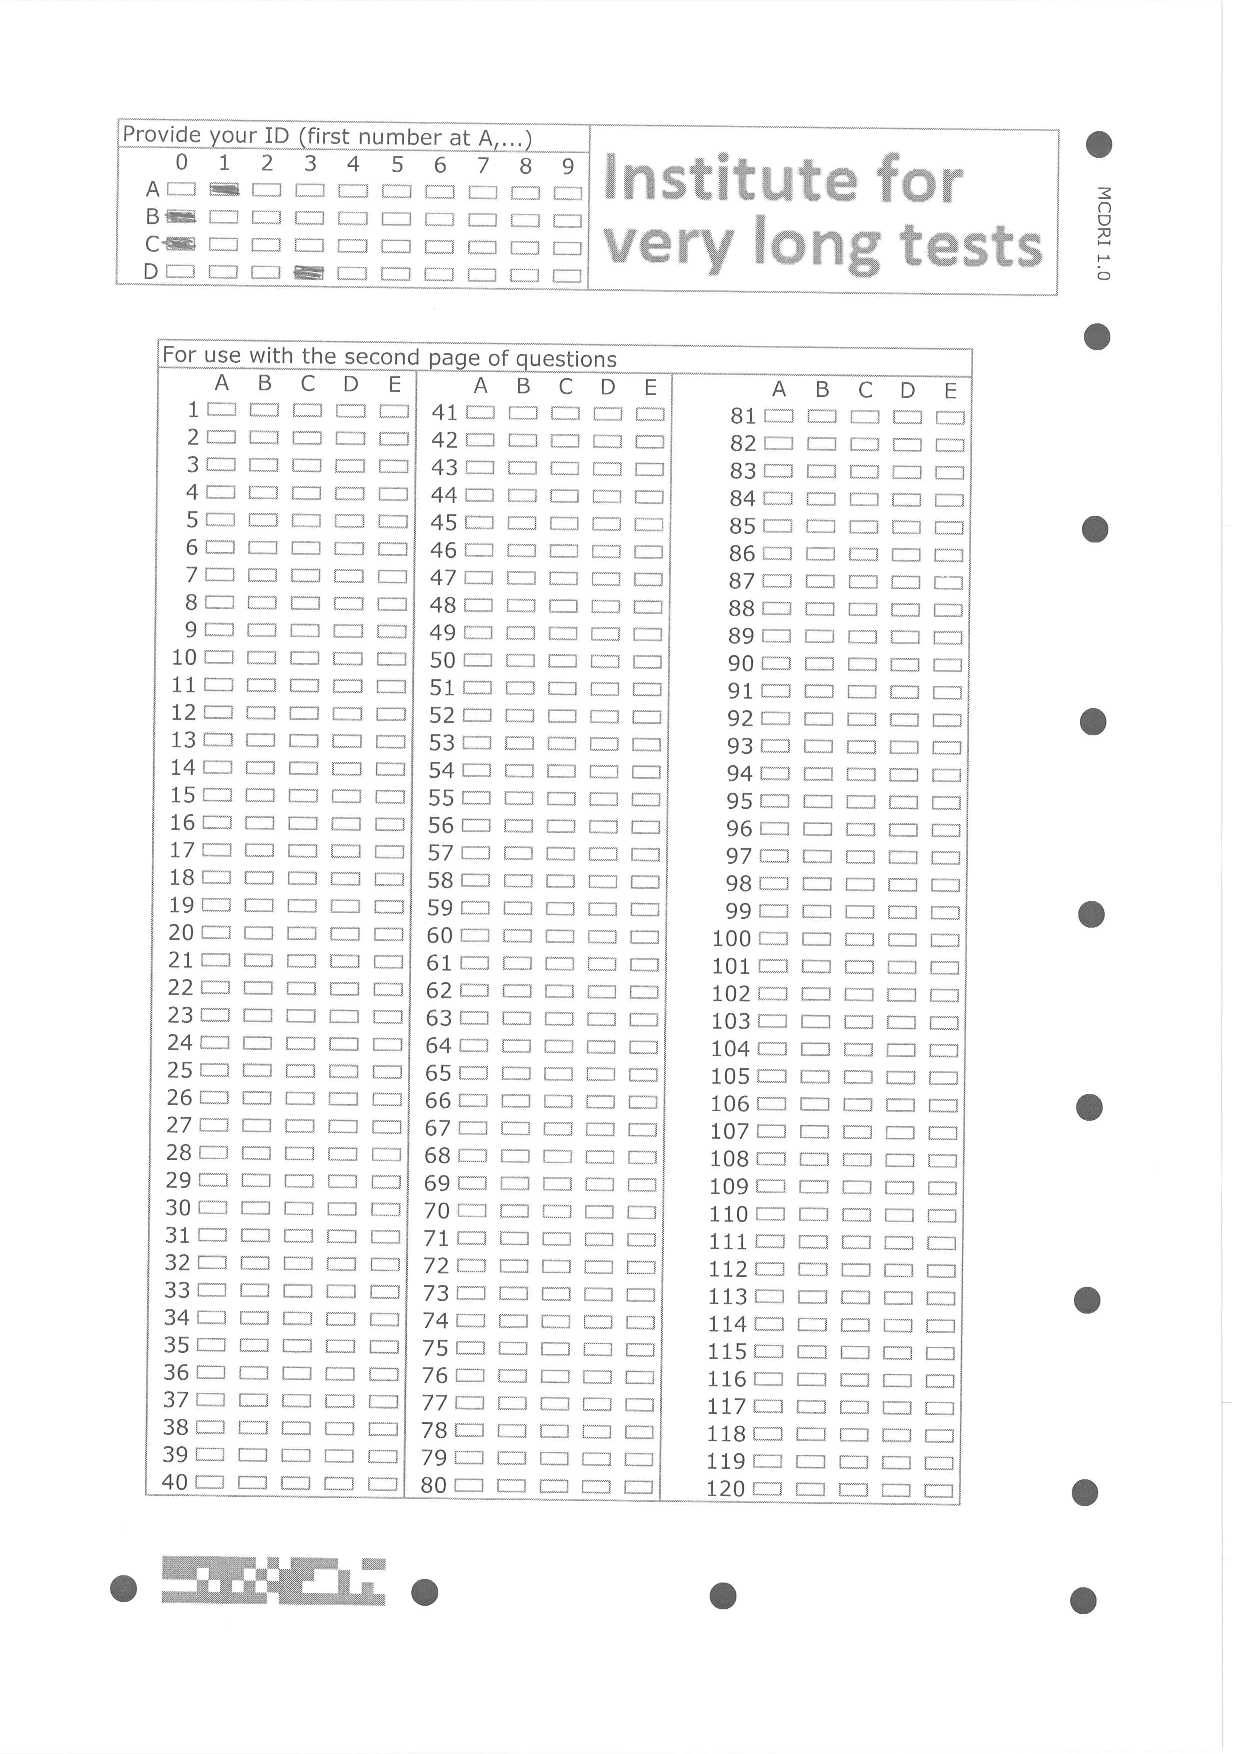 Provide your ID (first number at A,...)
0 1 2 3 4 5 6 7 8 9
A
B
C
D
Institute for
very long tests
MCDRI 1.0
For use with the second page of questions
A B C D E A B C D E A B C D E
1 41 81
2 42 82
3 43 83
4 44 84
5 45 85
6 46 86
7 47 87
8 48 88
9 49 89
10 50 90
11 51 91
12 52 92
13 53 93
14 54 94
15 55 95
16 56 96
17 57 97
18 58 98
19 59 99
20 60 100
21 61 101
22 62 102
23 63 103
24 64 104
25 65 105
26 66 106
27 67 107
28 68 108
29 69 109
30 70 110
31 71 111
32 72 112
33 73 113
34 74 114
35 75 115
36 76 116
37 77 117
38 78 118
39 79 119
40 80 120